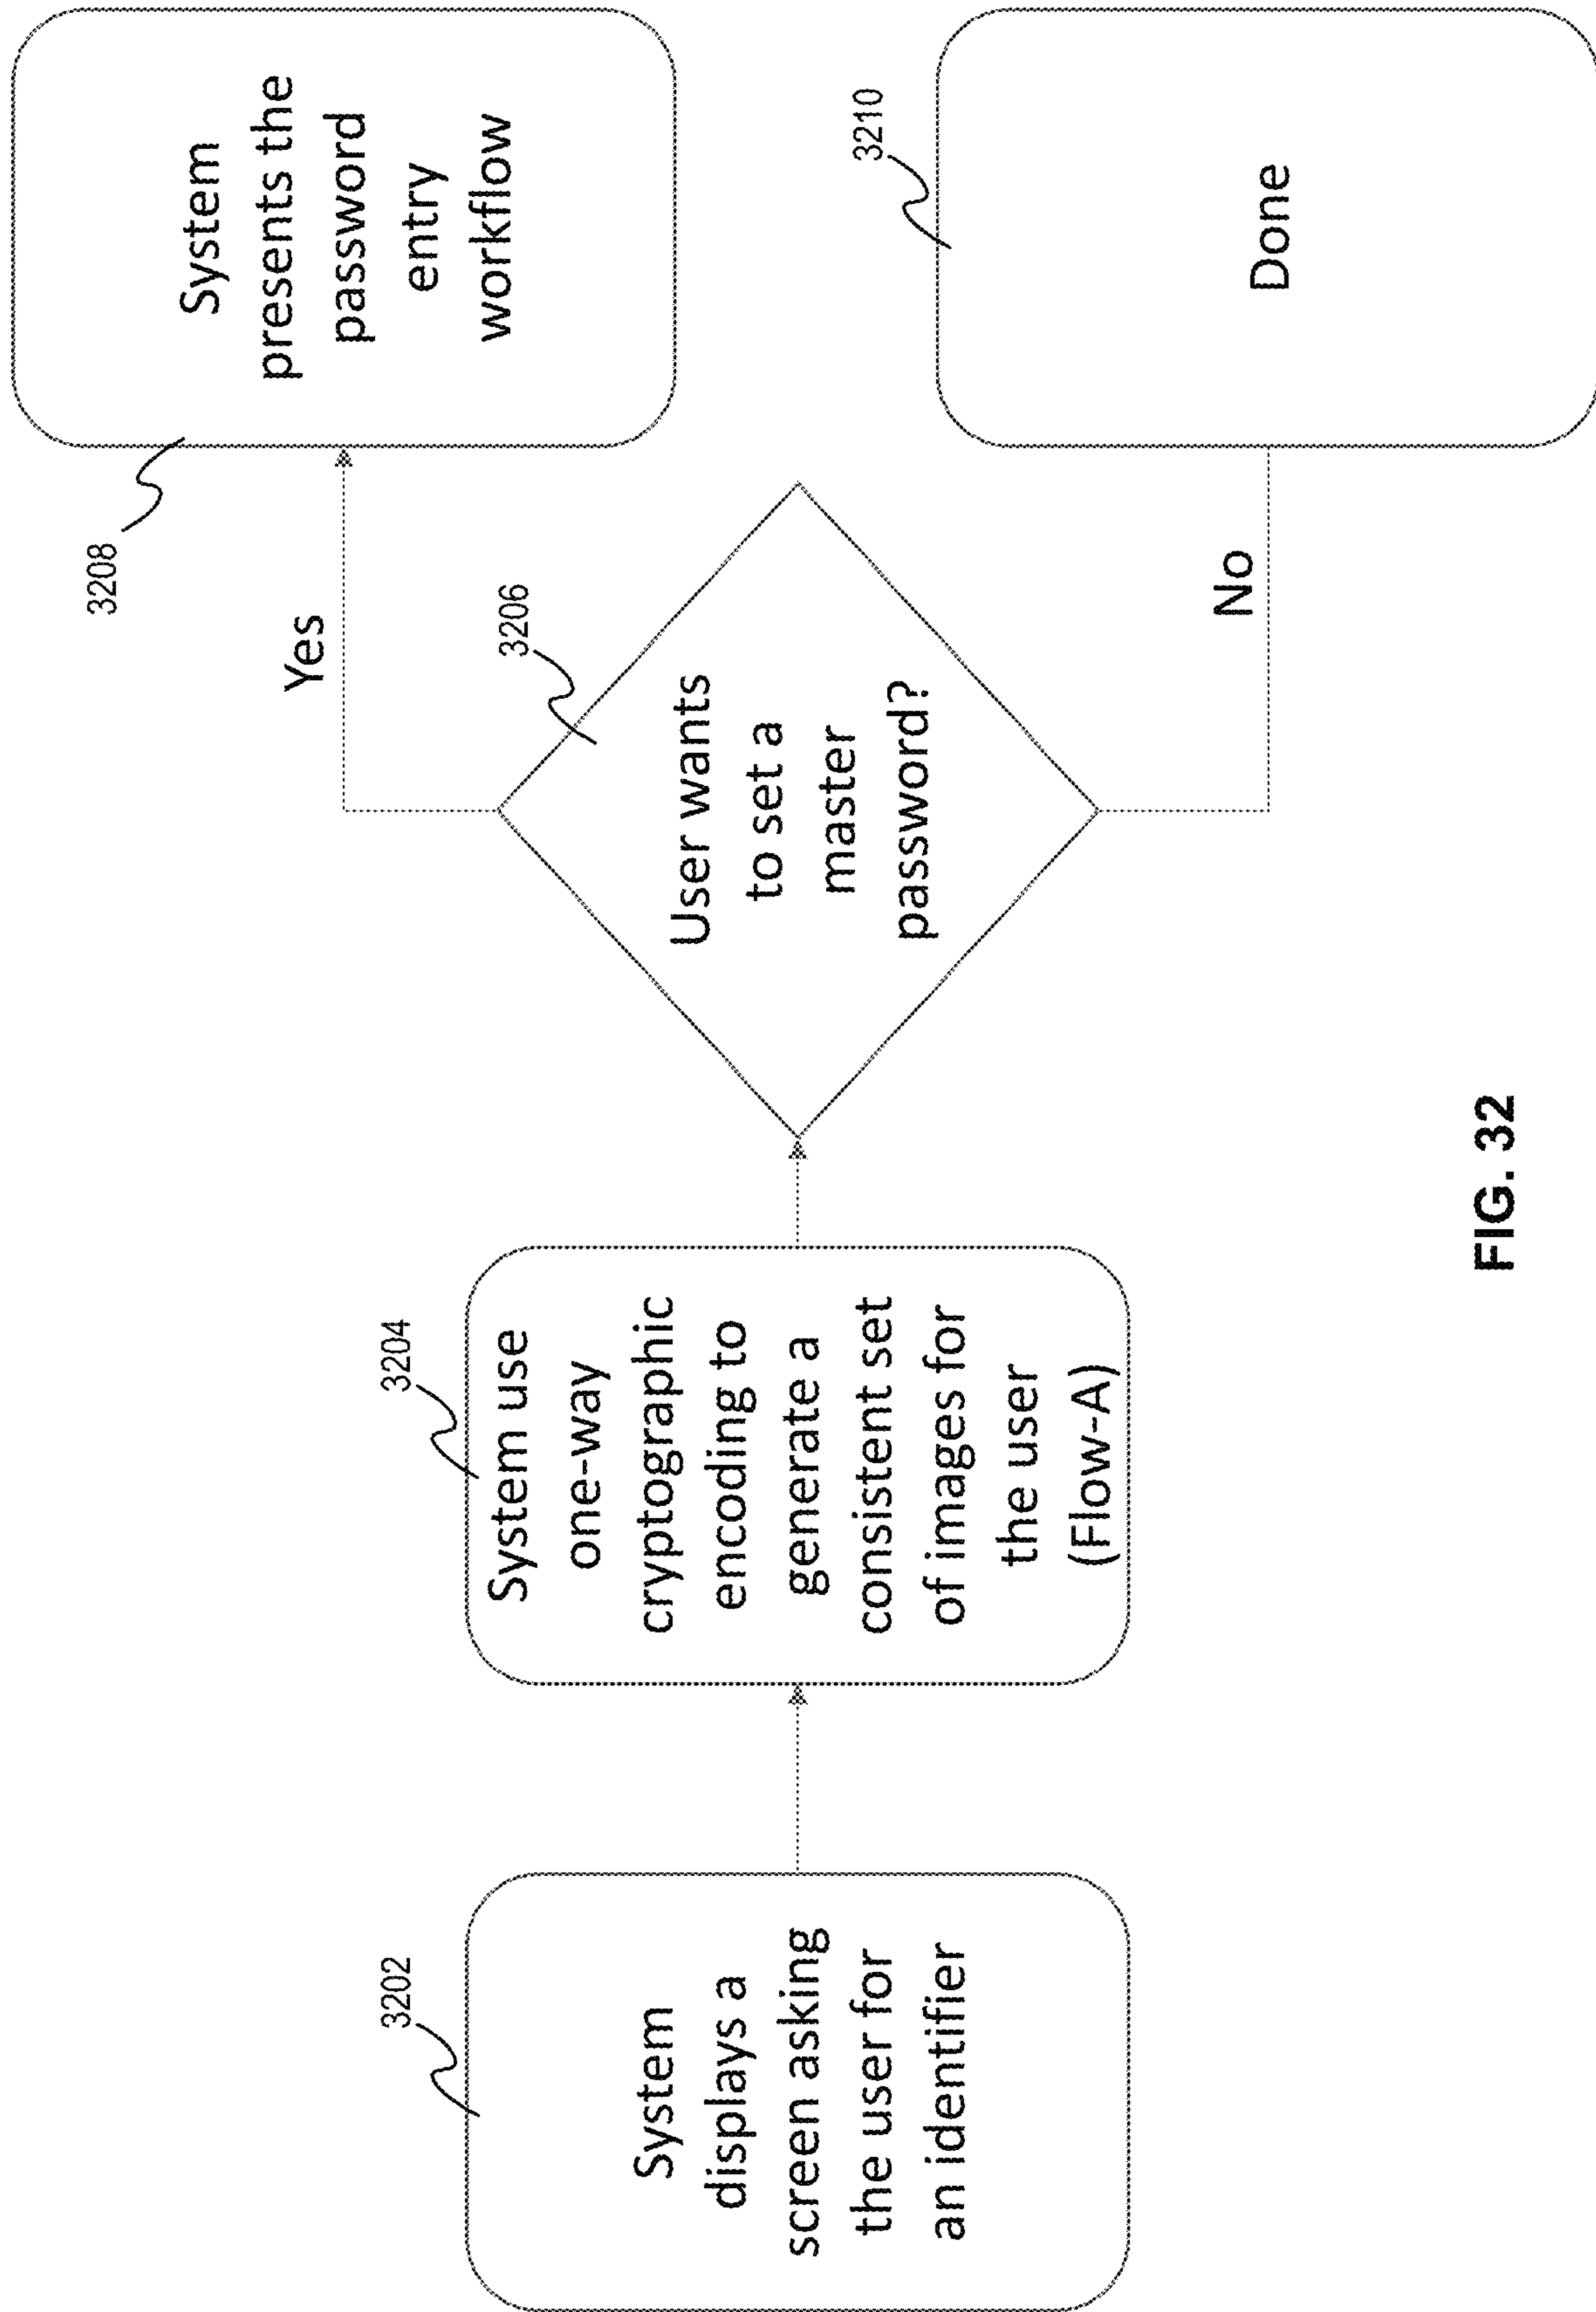 3202
System
displays a
screen asking
the user for
an identifier
3204
System use
one-way
cryptographic
encoding to
generate a
consistent set
of images for
the user
(Flow-A)
3206
User wants
to set a
master
password?
Yes
3208
System
presents the
password
entry
workflow
No
3210
Done
FIG. 32